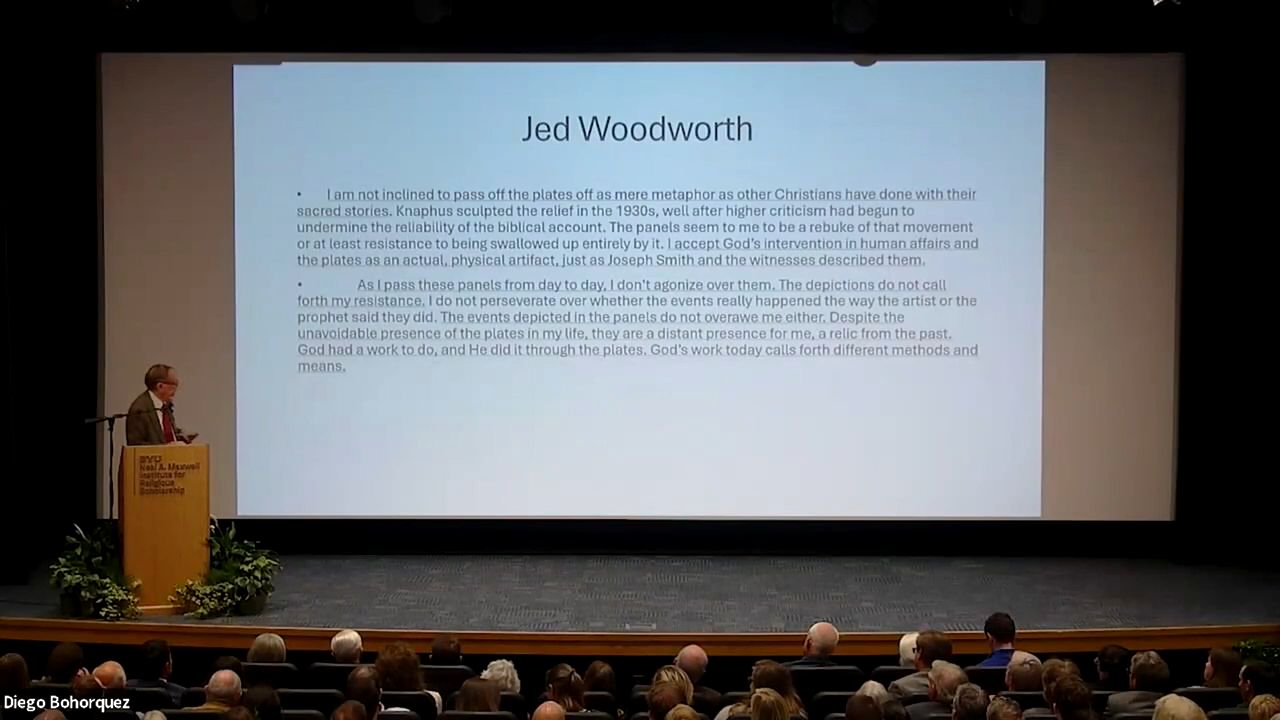 Jed Woodworth
• I am not inclined to pass off the plates off as mere metaphor as other Christians have done with their
sacred stories. Knaphus sculpted the relief in the 1930s, well after higher criticism had begun to
undermine the reliability of the biblical account. The panels seem to me to be a rebuke of that movement
or at least resistance to being swallowed up entirely by it. I accept God's intervention in human affairs and
the plates as an actual, physical artifact, just as Joseph Smith and the witnesses described them.
• As I pass these panels from day to day, I don't agonize over them. The depictions do not call
forth my resistance. I do not perseverate over whether the events really happened the way the artist or the
prophet said they did. The events depicted in the panels do not overawe me either. Despite the
unavoidable presence of the plates in my life, they are a distant presence for me, a relic from the past.
God had a work to do, and He did it through the plates. God's work today calls forth different methods and
means.
BYU
Neal A. Maxwell
Institute for
Religious
Scholarship
Diego Bohorquez